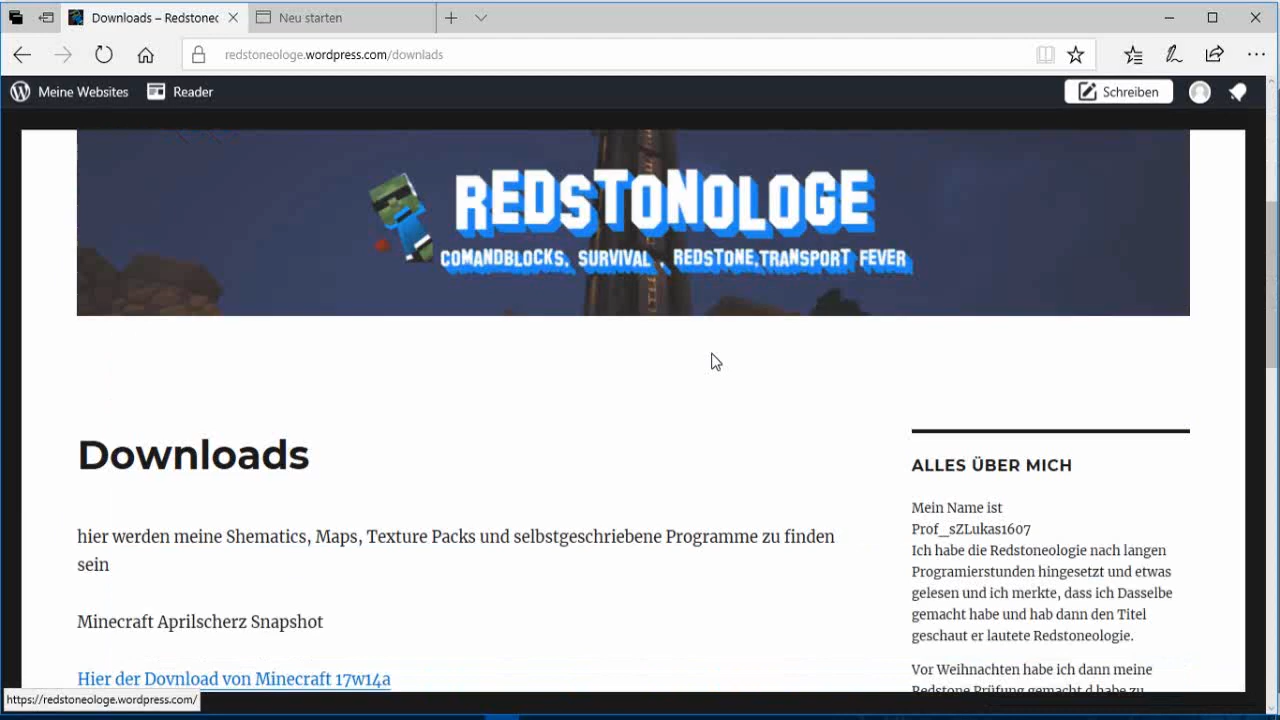 Downloads – Redstonec
Neu starten
redstoneologe.wordpress.com/downlads
Meine Websites
Reader
Schreiben
REDSTONOLOGE
COMANDBLOCKS, SURVIVAL , REDSTONE,TRANSPORT FEVER
Downloads
hier werden meine Shematics, Maps, Texture Packs und selbstgeschriebene Programme zu finden
sein
Minecraft Aprilscherz Snapshot
Hier der Dovnload von Minecraft 17w14a
ALLES ÜBER MICH
Mein Name ist
Prof_sZLukas1607
Ich habe die Redstoneologie nach langen
Programierstunden hingesetzt und etwas
gelesen und ich merkte, dass ich Dasselbe
gemacht habe und hab dann den Titel
geschaut er lautete Redstoneologie.
Vor Weihnachten habe ich dann meine
Redstone Prüfung gemacht d habe zu
https://redstoneologe.wordpress.com/